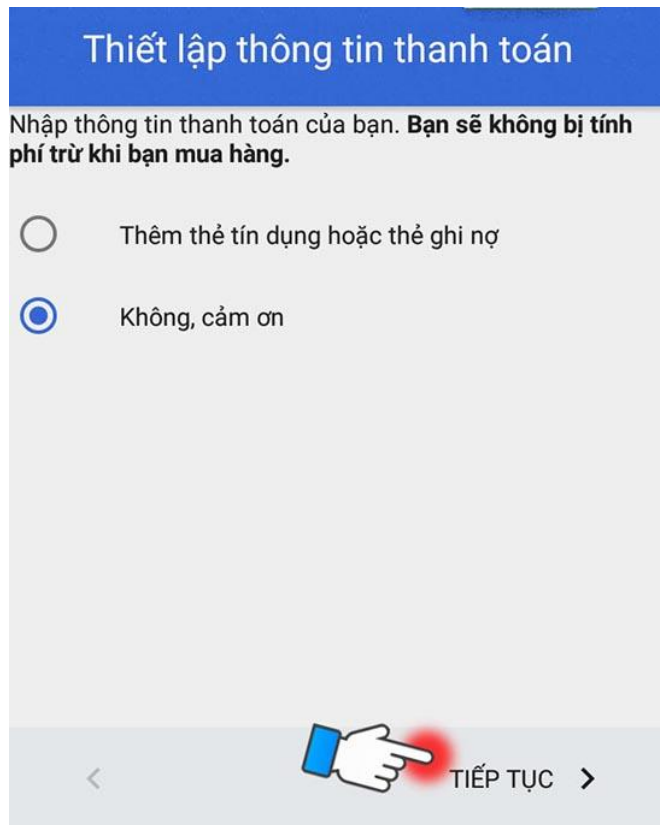 Thiết lập thông tin thanh toán
Nhập thông tin thanh toán của bạn. Bạn sẽ không bị tính
phí trừ khi bạn mua hàng.
Thêm thẻ tín dụng hoặc thẻ ghi nợ
Không, cảm ơn
TIẾP TỤC